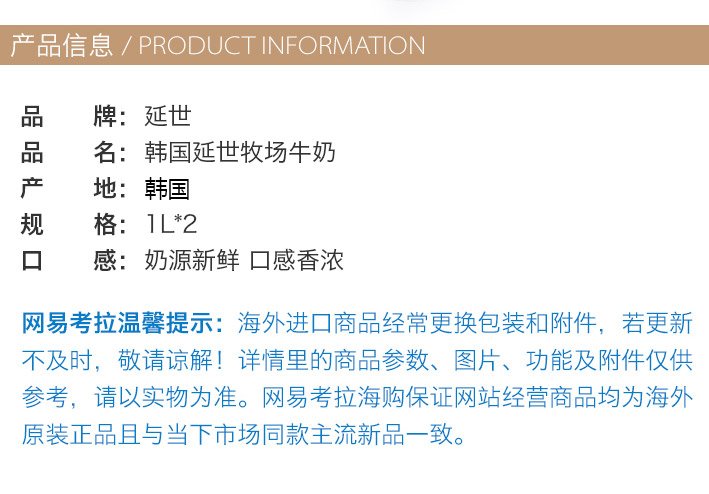 产品信息 / PRODUCT INFORMATION
品 牌：延世
品 名：韩国延世牧场牛奶
产 地：韩国
规 格：1L*2
口 感：奶源新鲜 口感香浓
网易考拉温馨提示：海外进口商品经常更换包装和附件，若更新
不及时，敬请谅解！详情里的商品参数、图片、功能及附件仅供
参考，请以实物为准。网易考拉海购保证网站经营商品均为海外
原装正品且与当下市场同款主流新品一致。